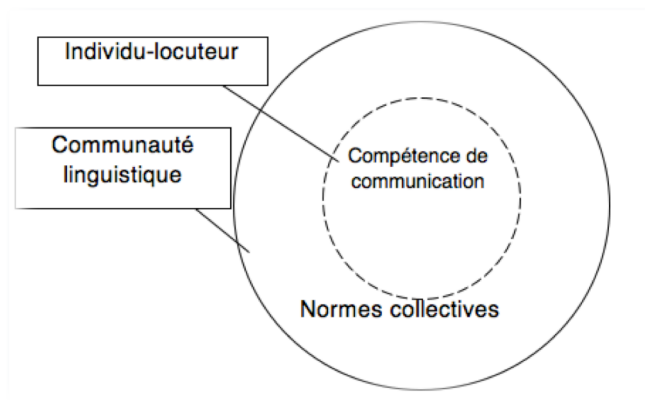 Individu-locuteur
Communauté
linguistique
Compétence de
communication
Normes collectives